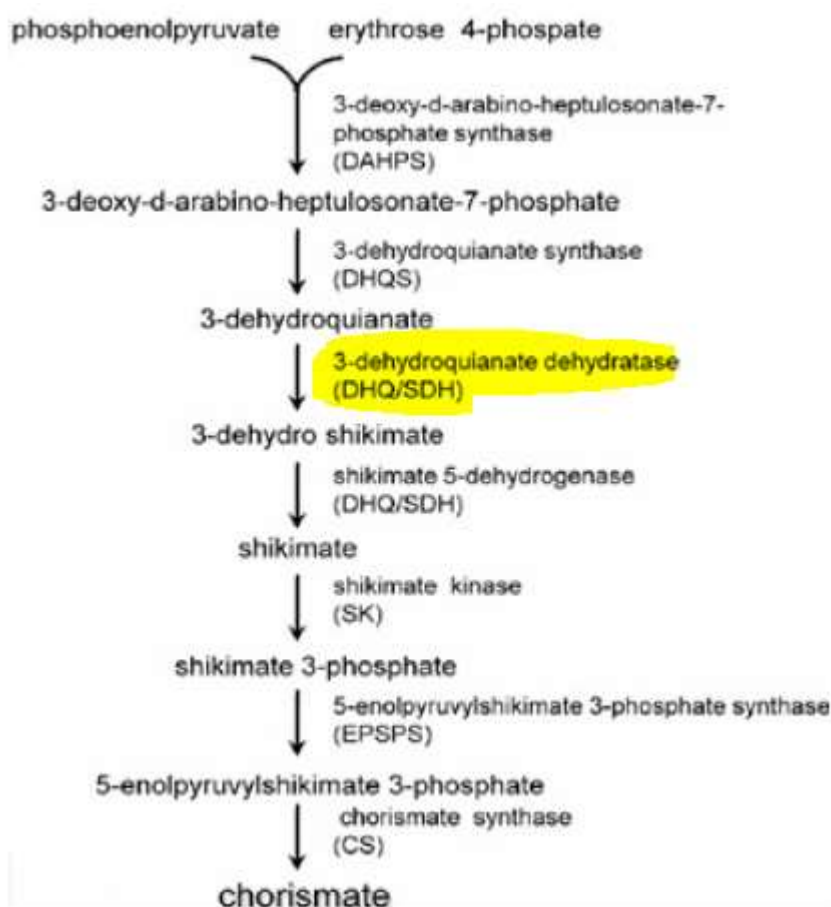 phosphoenolpyruvate erythrose 4-phospate
3-deoxy-d-arabino-heptulosonate-7-
phosphate synthase
(DAHPS)
3-deoxy-d-arabino-heptulosonate-7-phosphate
3-dehydroquianate synthase
(DHQS)
3-dehydroquianate
3-dehydroquianate dehydratase
(DHQ/SDH)
3-dehydro shikimate
shikimate 5-dehydrogenase
(DHQ/SDH)
shikimate
shikimate kinase
(SK)
shikimate 3-phosphate
5-enolpyruvylshikimate 3-phosphate synthase
(EPSPS)
5-enolpyruvylshikimate 3-phosphate
chorismate synthase
(CS)
chorismate